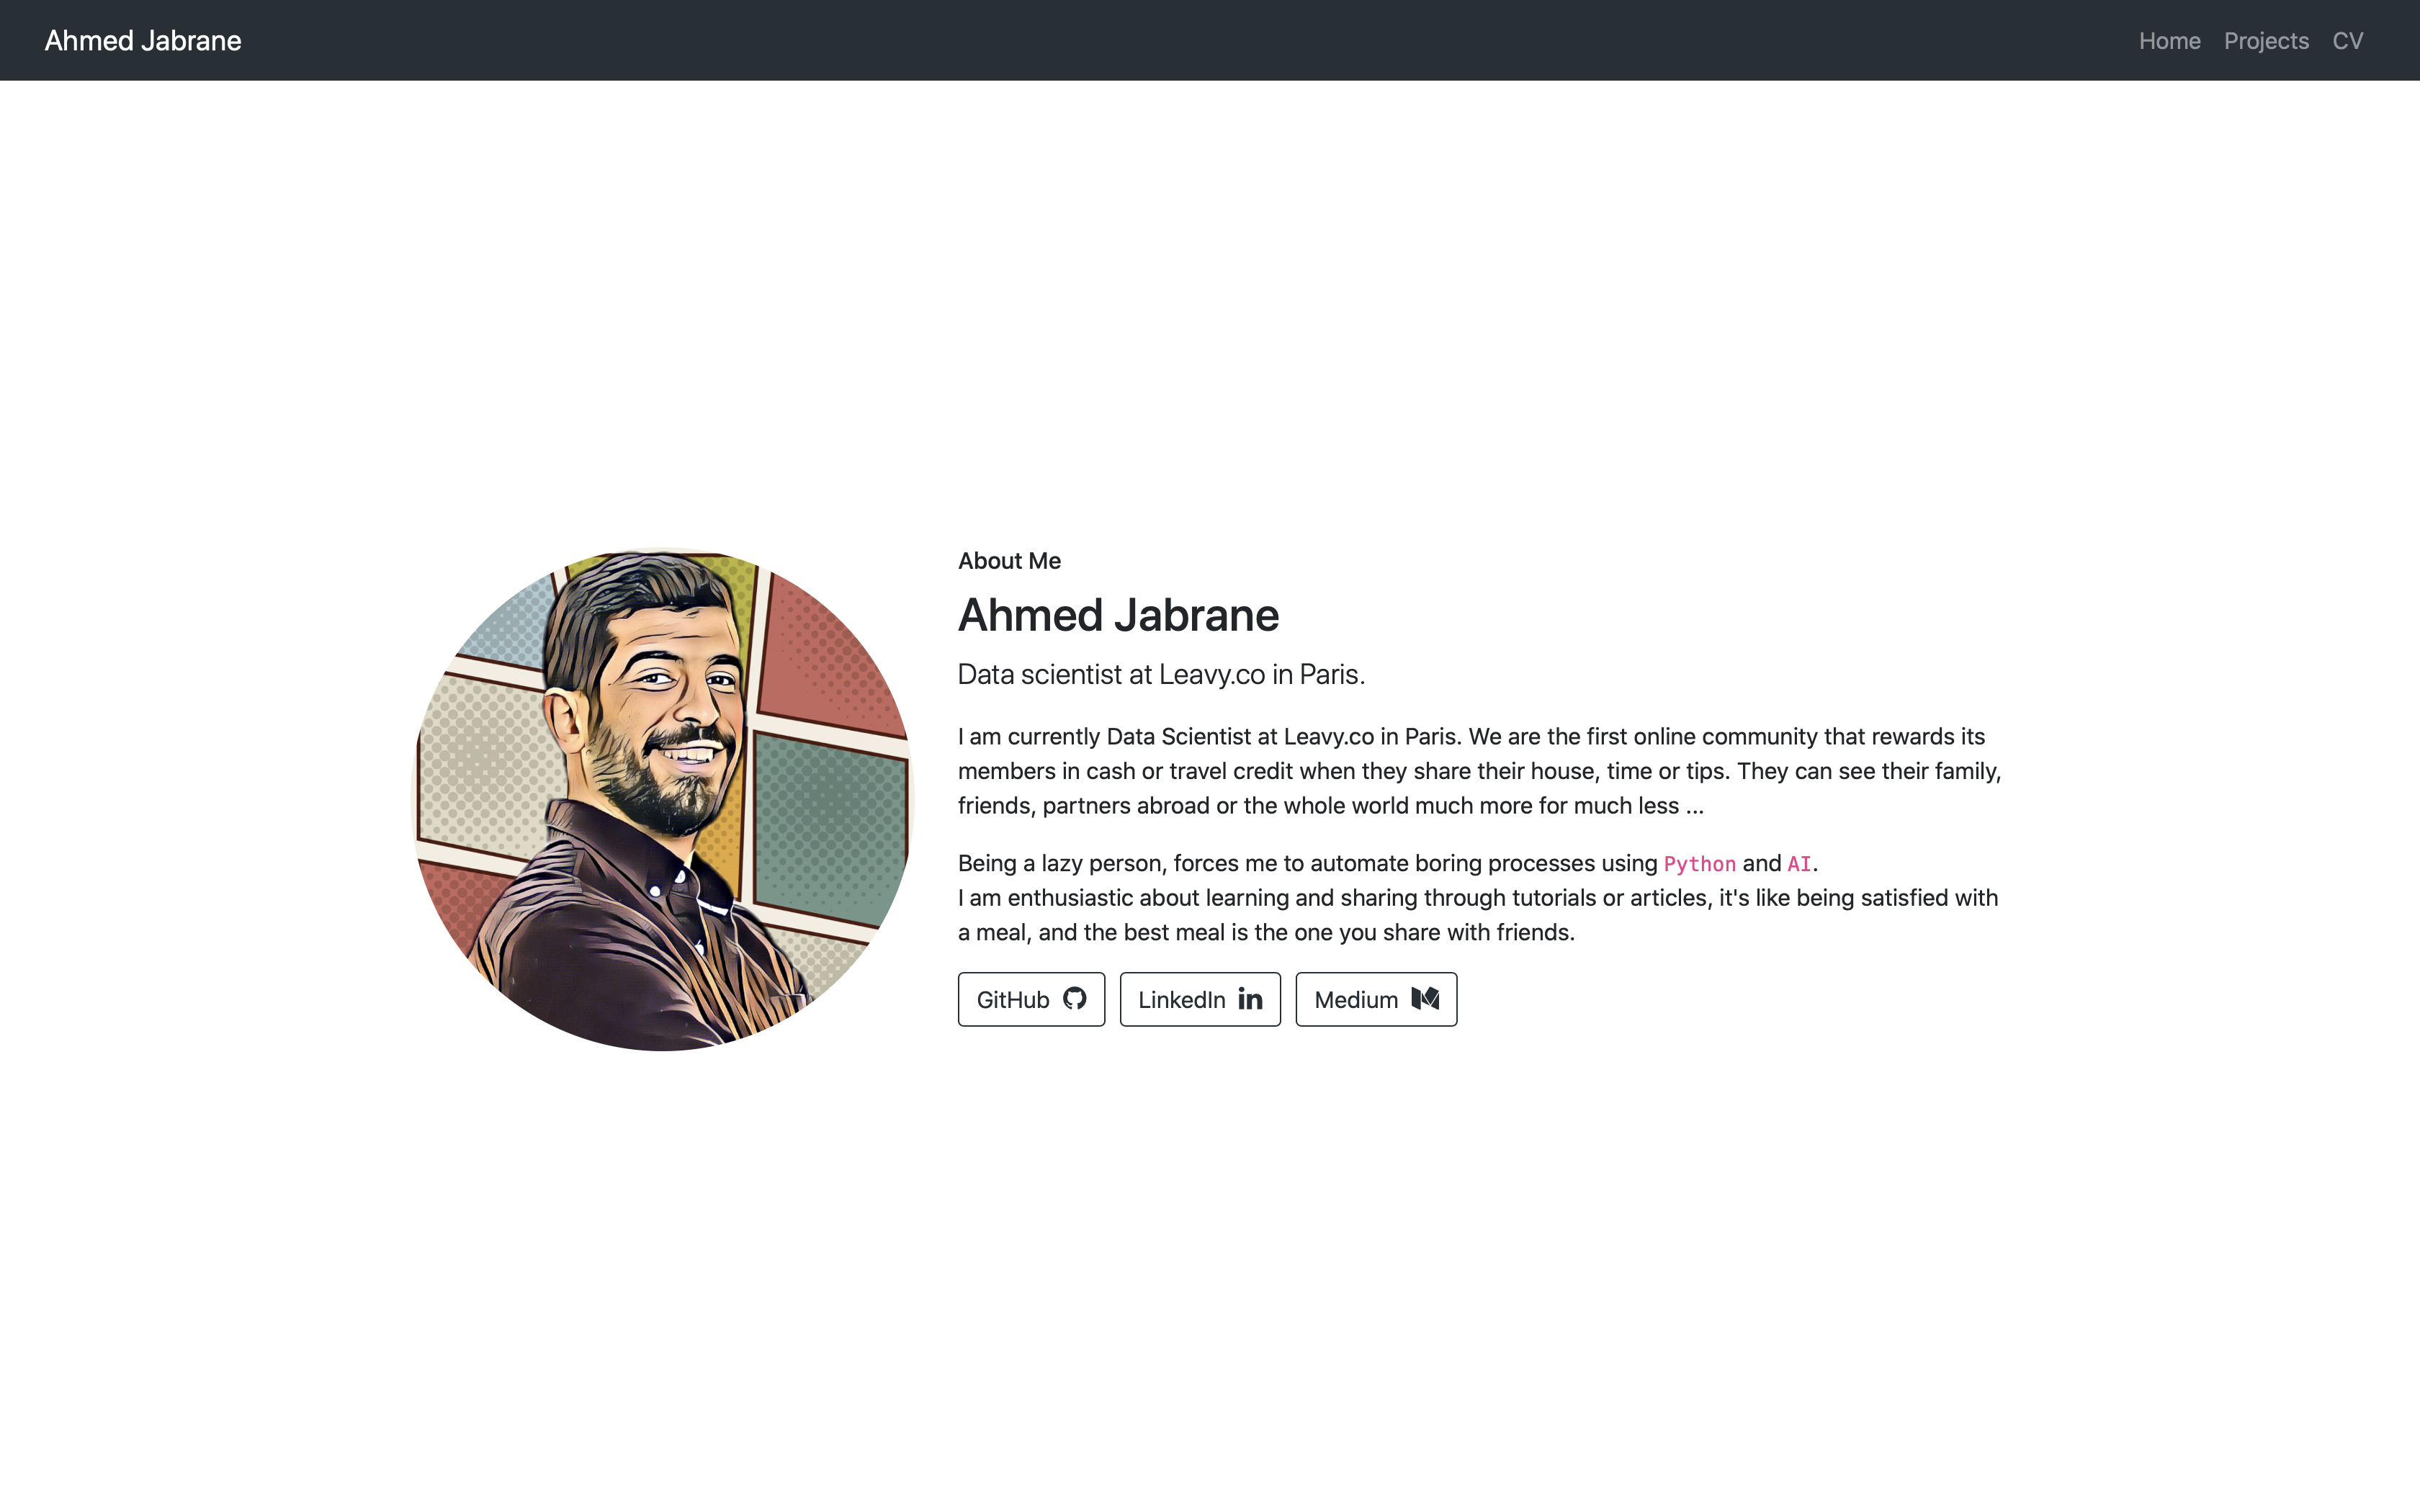 Ahmed Jabrane
Home Projects CV
About Me
Ahmed Jabrane
Data scientist at Leavy.co in Paris.
I am currently Data Scientist at Leavy.co in Paris. We are the first online community that rewards its
members in cash or travel credit when they share their house, time or tips. They can see their family,
friends, partners abroad or the whole world much more for much less ...
Being a lazy person, forces me to automate boring processes using Python and AI.
I am enthusiastic about learning and sharing through tutorials or articles, it's like being satisfied with
a meal, and the best meal is the one you share with friends.
GitHub LinkedIn Medium